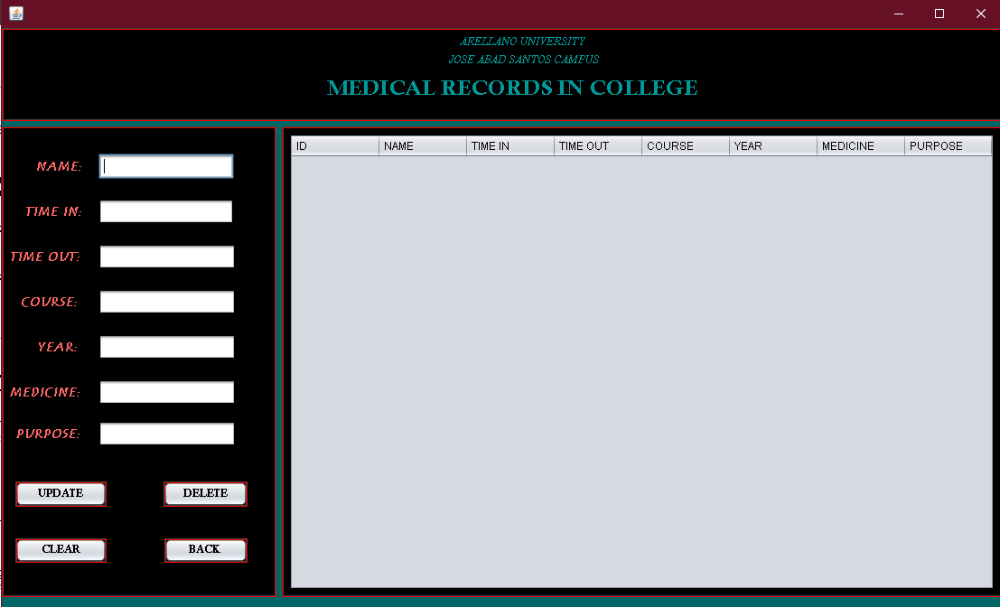 ARELLANO UNIVERSITY
JOSE ABAD SANTOS CAMPUS
MEDICAL RECORDS IN COLLEGE
NAME:
TIME IN:
TIME OUT:
COURSE:
YEAR:
MEDICINE:
PURPOSE:
UPDATE DELETE
CLEAR BACK
ID NAME TIME IN TIME OUT COURSE YEAR MEDICINE PURPOSE